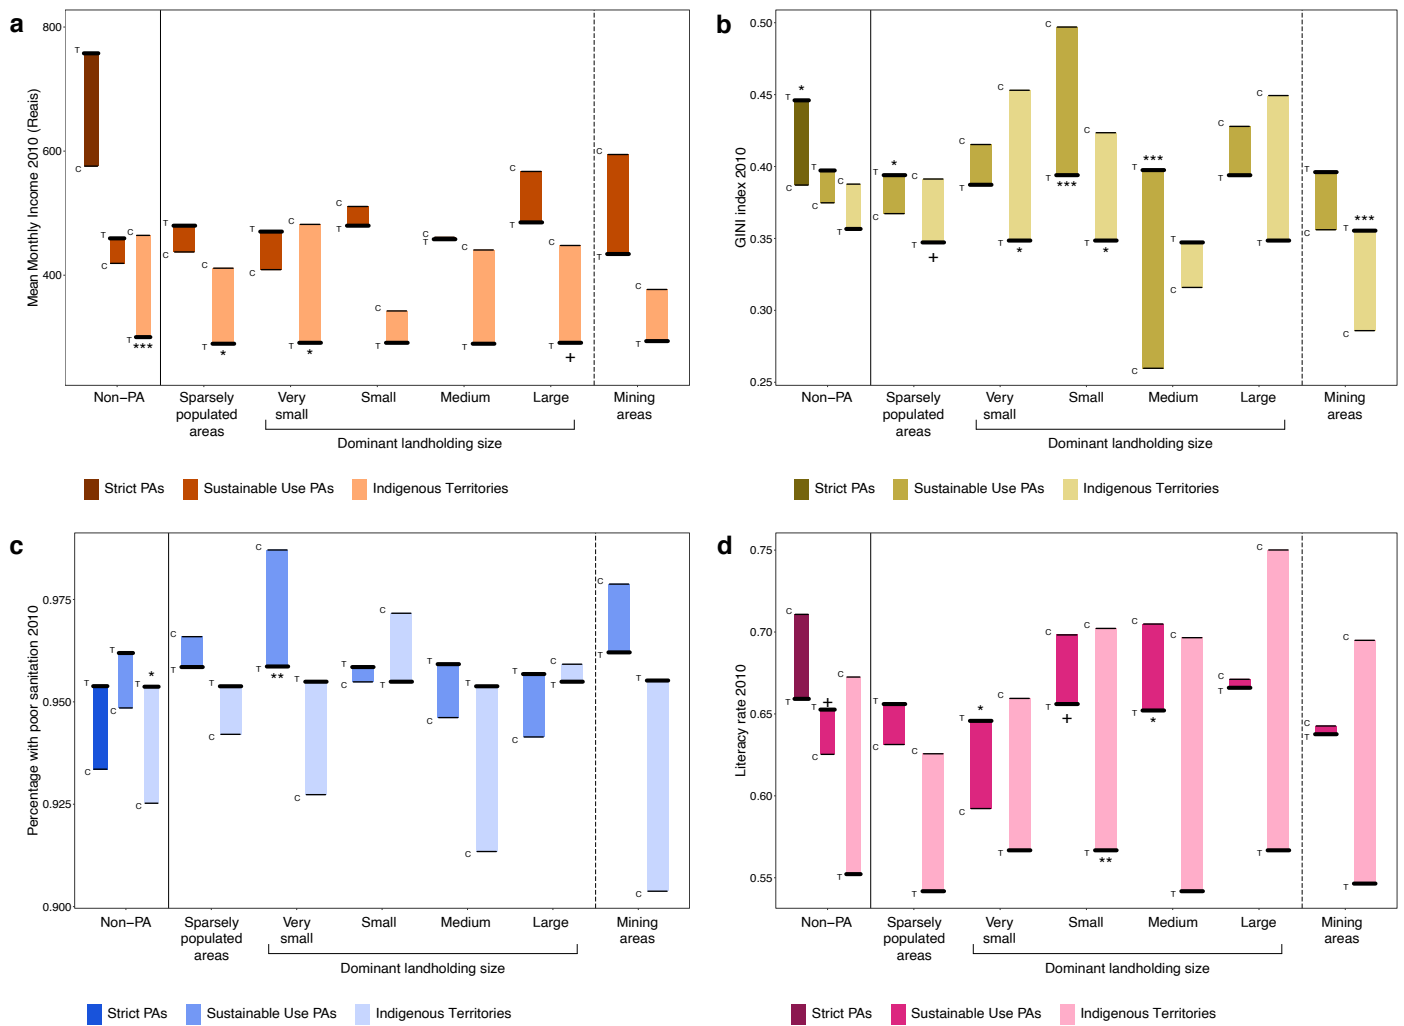 a
Mean Monthly Income 2010 (Reais)
800
600
400
T
C
T
C
C
T
***
T
C
C
T
*
T
C
C
T
*
C
T
C
T
C
T
C
T
C
T
C
T
+
C
T
C
T
Non–PA
Sparsely
populated
areas
Very
small
Small
Medium
Large
Mining
areas
Dominant landholding size
Strict PAs
Sustainable Use PAs
Indigenous Territories
b
GINI index 2010
0.50
0.45
0.40
0.35
0.30
0.25
T
*
C
T
C
C
T
T
*
C
C
T
+
C
T
C
T
*
C
T
***
C
T
*
T
***
C
T
C
C
T
C
T
T
C
T
***
C
Non–PA
Sparsely
populated
areas
Very
small
Small
Medium
Large
Mining
areas
Dominant landholding size
Strict PAs
Sustainable Use PAs
Indigenous Territories
c
Percentage with poor sanitation 2010
0.975
0.950
0.925
0.900
T
C
T
C
T
*
C
C
T
T
C
C
T
**
T
C
T
C
C
T
T
C
T
C
T
C
C
T
C
T
T
C
Non–PA
Sparsely
populated
areas
Very
small
Small
Medium
Large
Mining
areas
Dominant landholding size
Strict PAs
Sustainable Use PAs
Indigenous Territories
d
Literacy rate 2010
0.75
0.70
0.65
0.60
0.55
C
T
T
+
C
C
T
T
C
C
T
T
*
C
C
T
C
T
+
C
T
**
C
T
*
C
T
C
T
C
T
C
T
C
T
Non–PA
Sparsely
populated
areas
Very
small
Small
Medium
Large
Mining
areas
Dominant landholding size
Strict PAs
Sustainable Use PAs
Indigenous Territories